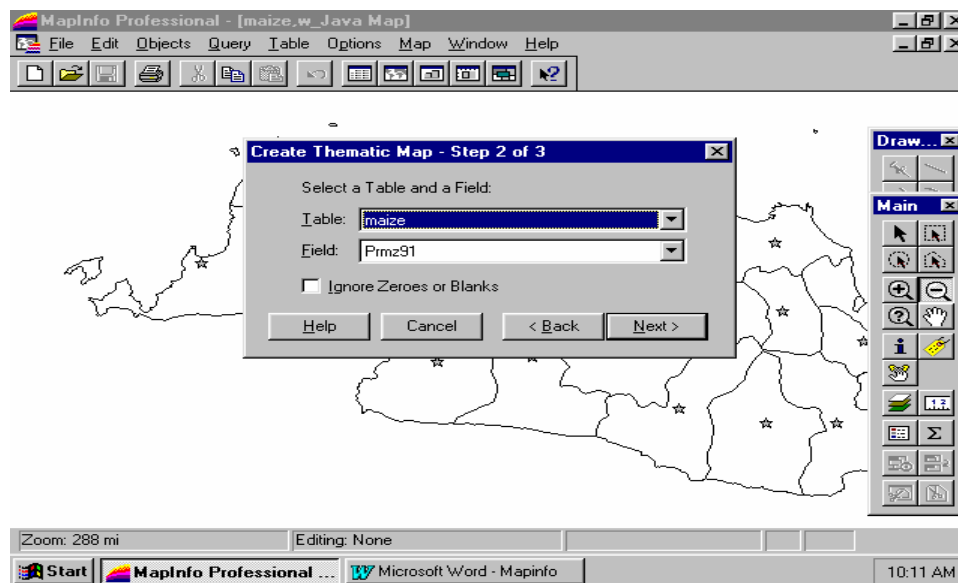 MapInfo Professional - [maize,w_Java Map]
File Edit Objects Query Table Options Map Window Help
Create Thematic Map - Step 2 of 3
Select a Table and a Field:
Table: maize
Field: Prmz91
Ignore Zeroes or Blanks
Help Cancel < Back Next >
Draw...
Main
Zoom: 288 mi Editing: None
Start MapInfo Professional ... Microsoft Word - Mapinfo 10:11 AM